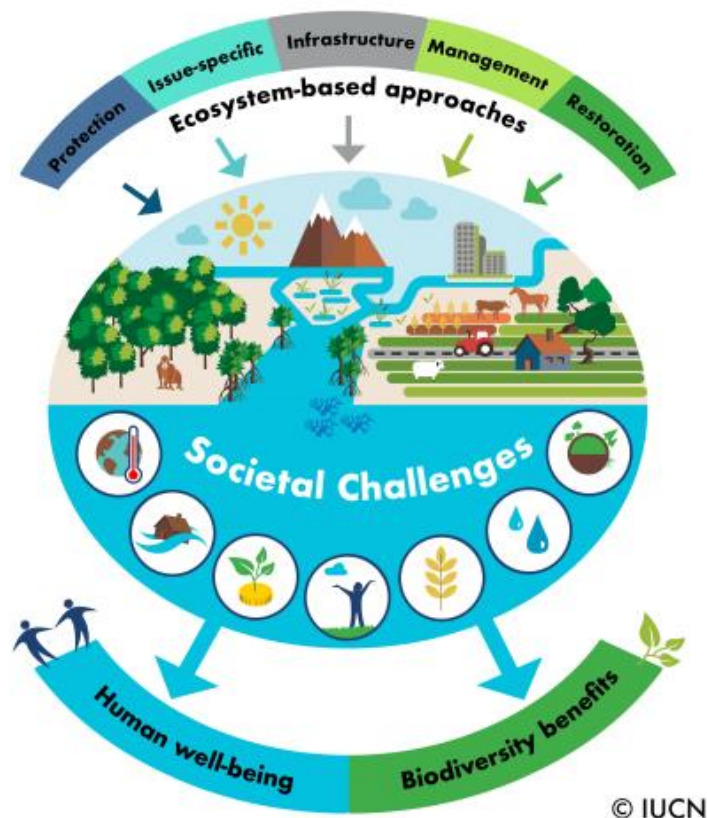 Protection
Issue-specific
Infrastructure
Management
Restoration
Ecosystem-based approaches
Societal Challenges
Human well-being
Biodiversity benefits
© IUCN